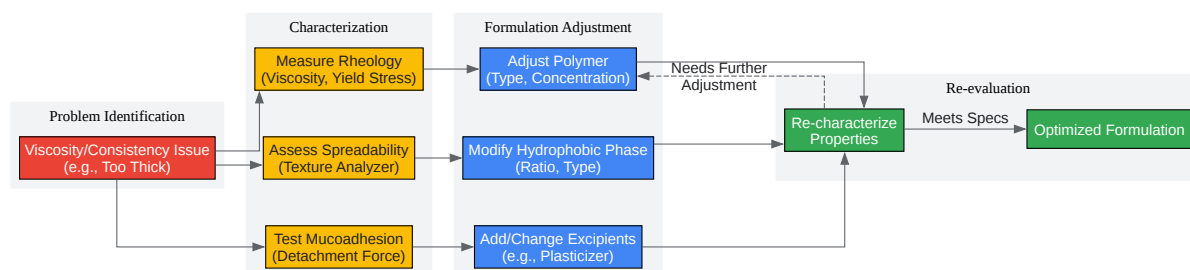 Problem Identification
Viscosity/Consistency Issue
(e.g., Too Thick)
Characterization
Measure Rheology
(Viscosity, Yield Stress)
Assess Spreadability
(Texture Analyzer)
Test Mucoadhesion
(Detachment Force)
Formulation Adjustment
Adjust Polymer
(Type, Concentration)
Modify Hydrophobic Phase
(Ratio, Type)
Add/Change Excipients
(e.g., Plasticizer)
Needs Further
Adjustment
Re-evaluation
Re-characterize
Properties
Meets Specs
Optimized Formulation